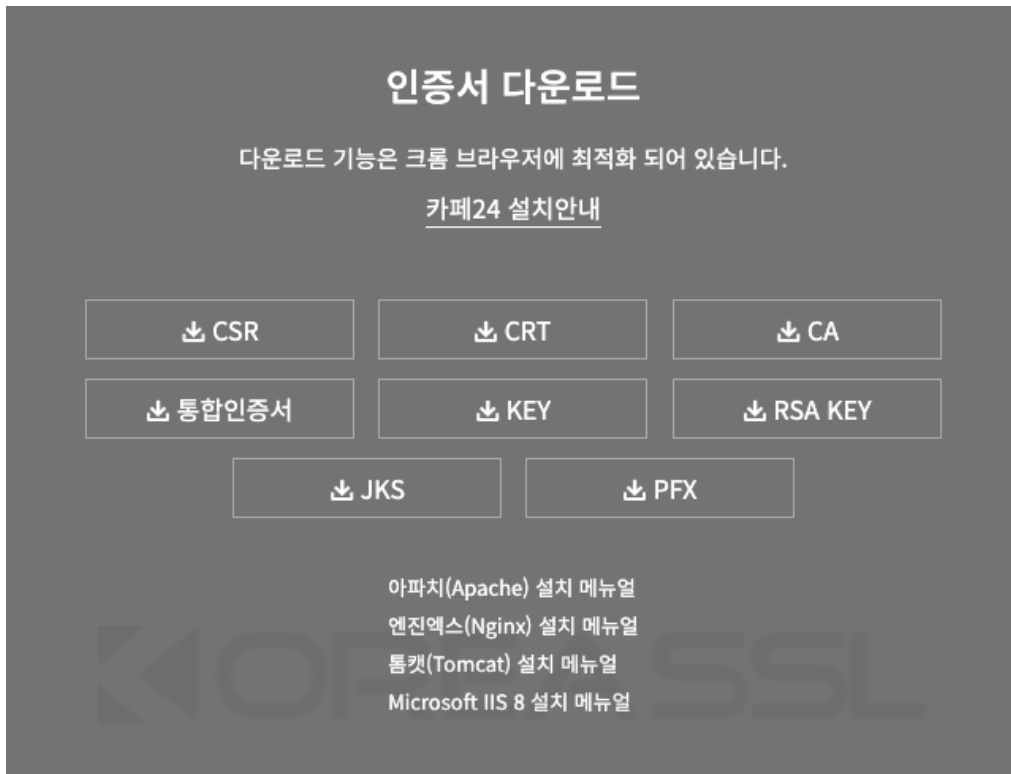 인증서 다운로드
다운로드 기능은 크롬 브라우저에 최적화 되어 있습니다.
카페24 설치안내
CSR
CRT
CA
통합인증서
KEY
RSA KEY
JKS
PFX
아파치(Apache) 설치 메뉴얼
엔진엑스(Nginx) 설치 메뉴얼
톰캣(Tomcat) 설치 메뉴얼
Microsoft IIS 8 설치 메뉴얼
KOREASSL